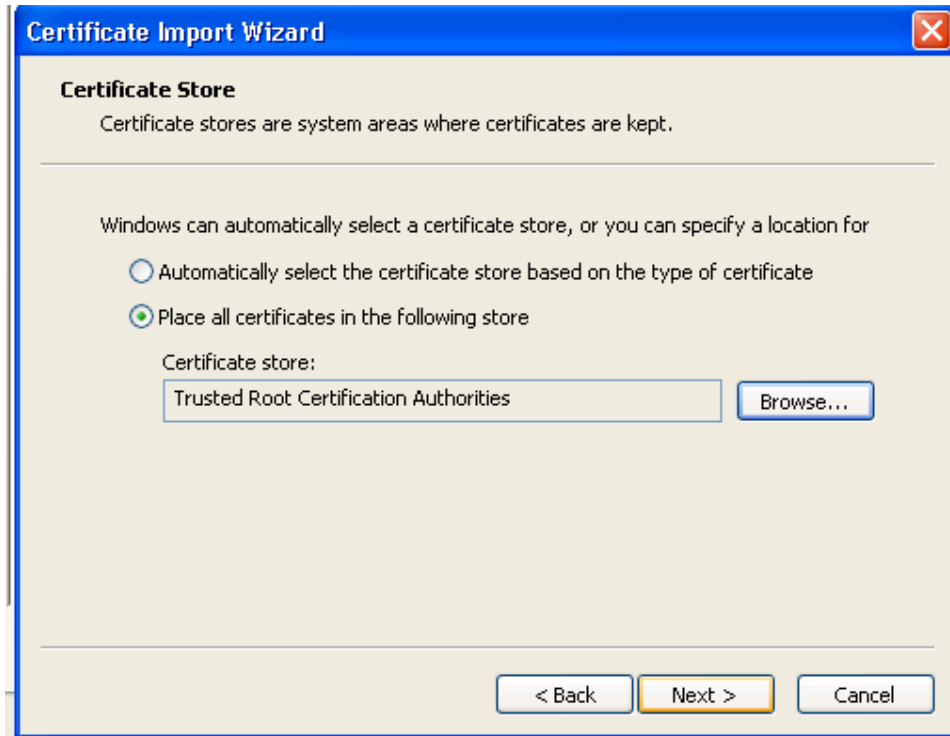 Certificate Import Wizard
Certificate Store
Certificate stores are system areas where certificates are kept.
Windows can automatically select a certificate store, or you can specify a location for
Automatically select the certificate store based on the type of certificate
Place all certificates in the following store
Certificate store:
Trusted Root Certification Authorities
Browse...
< Back
Next >
Cancel